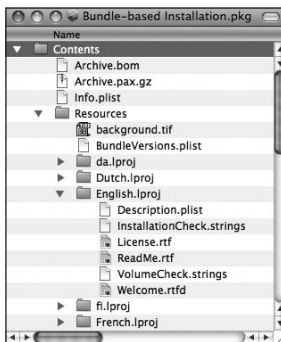 Bundle-based Installation.pkg
Name
Contents
Archive.bom
Archive.pax.gz
Info.plist
Resources
background.tif
BundleVersions.plist
da.lproj
Dutch.lproj
English.lproj
Description.plist
InstallationCheck.strings
License.rtf
ReadMe.rtf
VolumeCheck.strings
Welcome.rtfd
fi.lproj
French.lproj